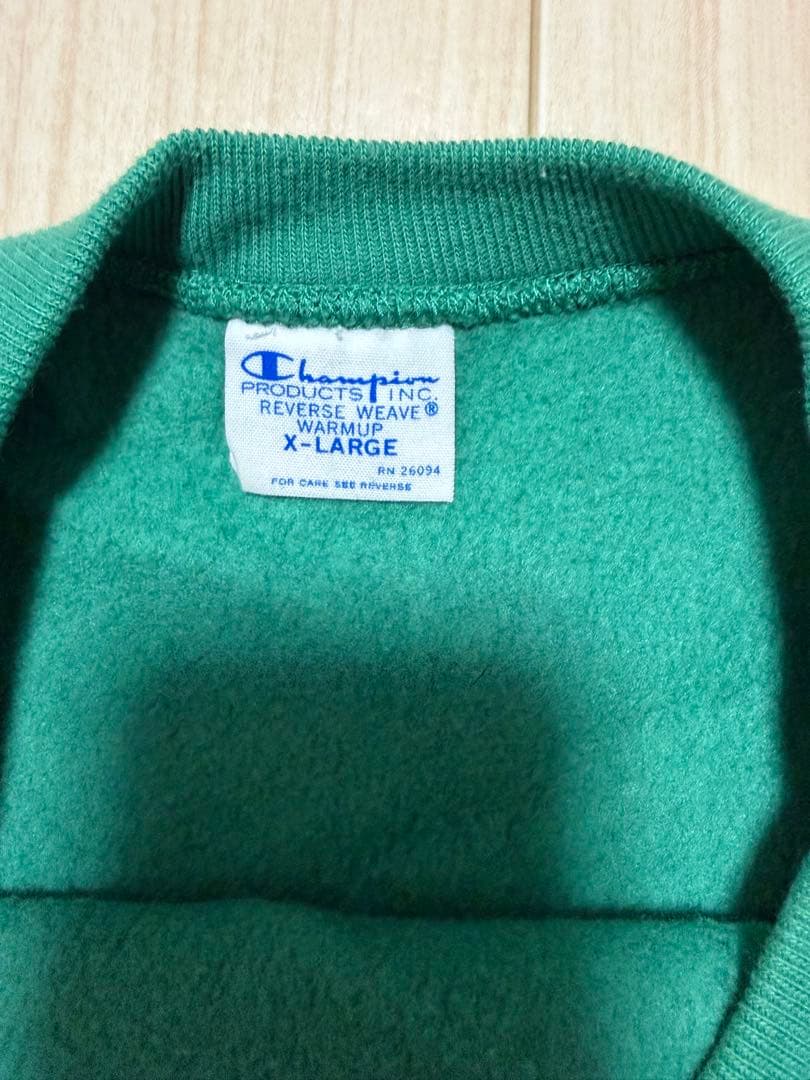 Champion
PRODUCTS INC.
REVERSE WEAVE®
WARMUP
X-LARGE
RN 26094
FOR CARE SEE REVERSE